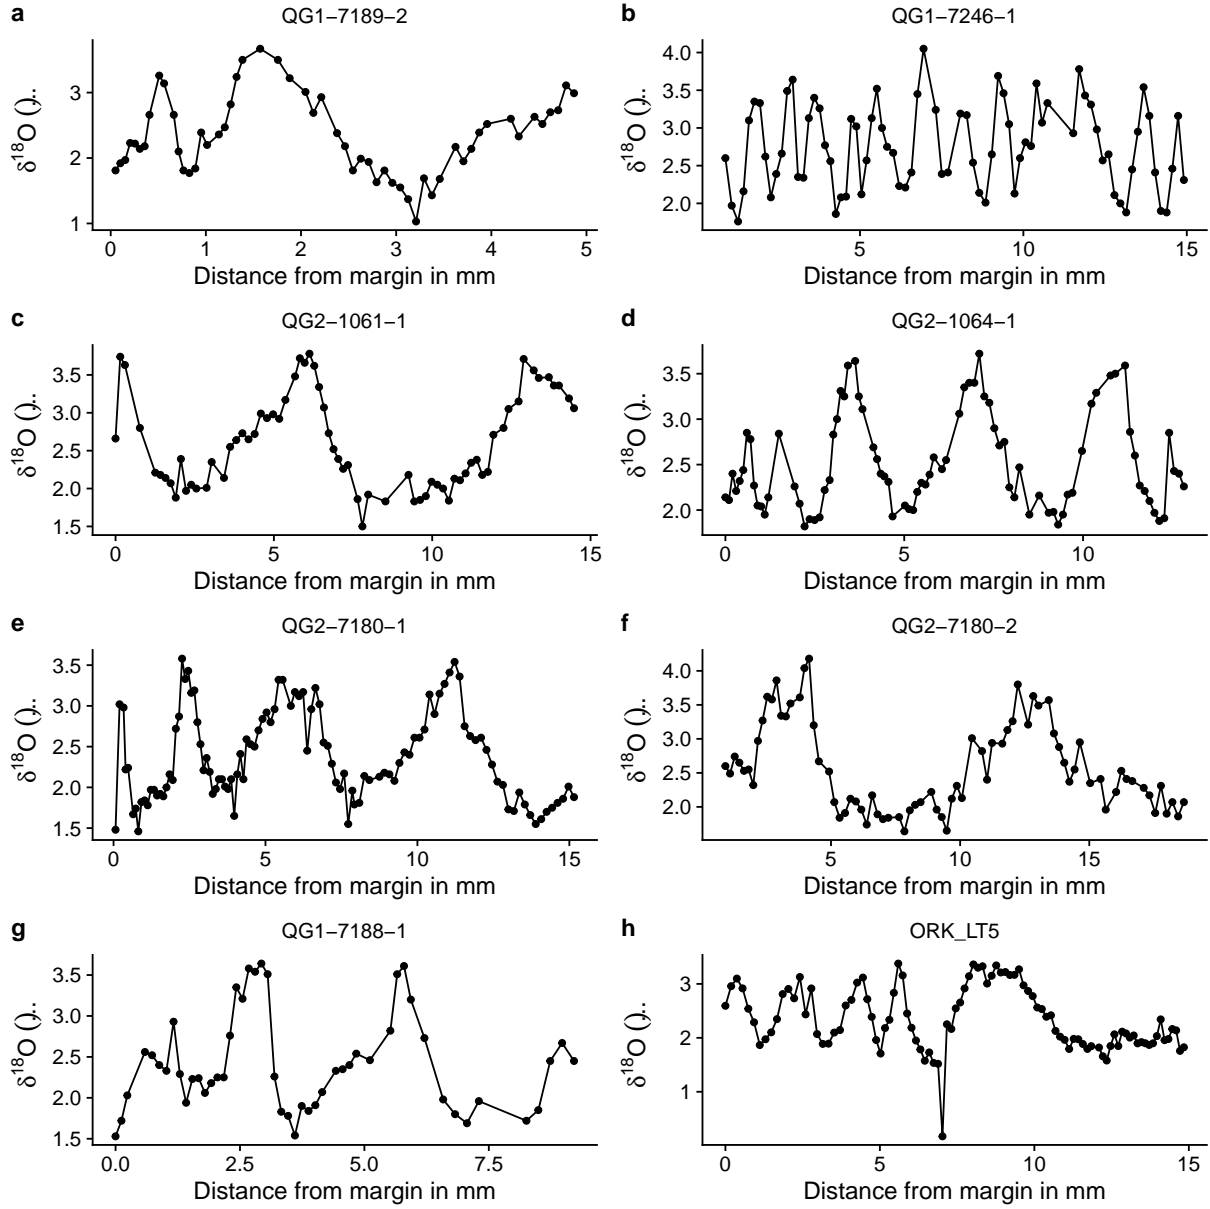 a QG1−7189−2
δ18O (). .
3
2
1
0 1 2 3 4 5
Distance from margin in mm
b QG1−7246−1
δ18O (). .
4.0
3.5
3.0
2.5
2.0
5 10 15
Distance from margin in mm
c QG2−1061−1
δ18O (). .
3.5
3.0
2.5
2.0
1.5
0 5 10 15
Distance from margin in mm
d QG2−1064−1
δ18O (). .
3.5
3.0
2.5
2.0
0 5 10
Distance from margin in mm
e QG2−7180−1
δ18O (). .
3.5
3.0
2.5
2.0
1.5
0 5 10 15
Distance from margin in mm
f QG2−7180−2
δ18O (). .
4.0
3.5
3.0
2.5
2.0
5 10 15
Distance from margin in mm
g QG1−7188−1
δ18O (). .
3.5
3.0
2.5
2.0
1.5
0.0 2.5 5.0 7.5
Distance from margin in mm
h ORK_LT5
δ18O (). .
3
2
1
0 5 10 15
Distance from margin in mm